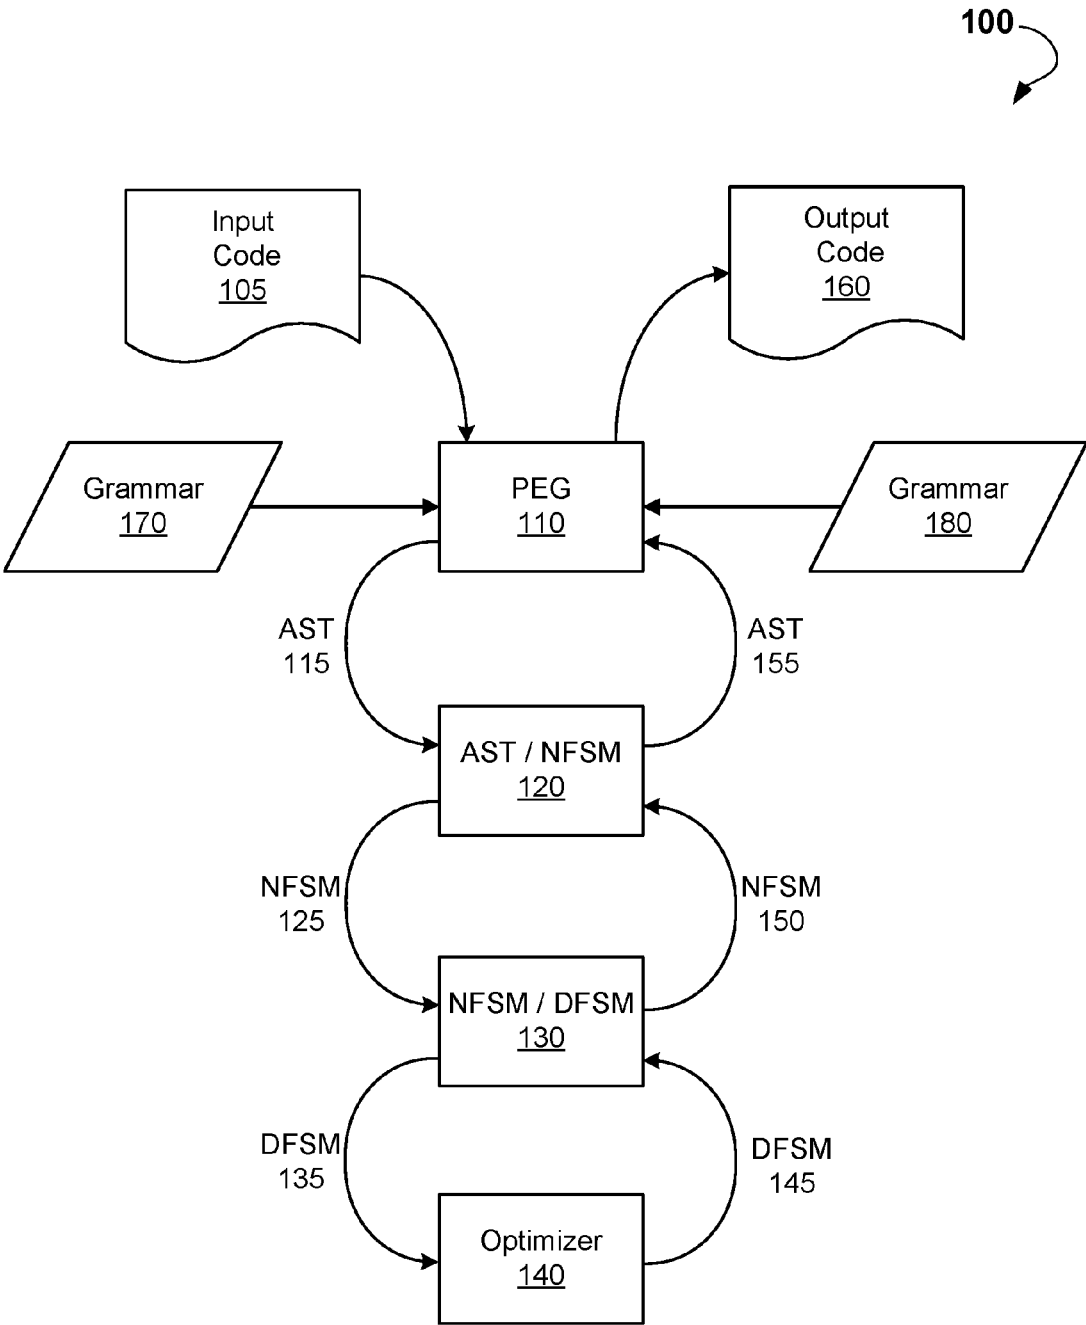 100
Input
Code
105
Output
Code
160
Grammar
170
PEG
110
Grammar
180
AST
115
AST
155
AST / NFSM
120
NFSM
125
NFSM
150
NFSM / DFSM
130
DFSM
135
DFSM
145
Optimizer
140